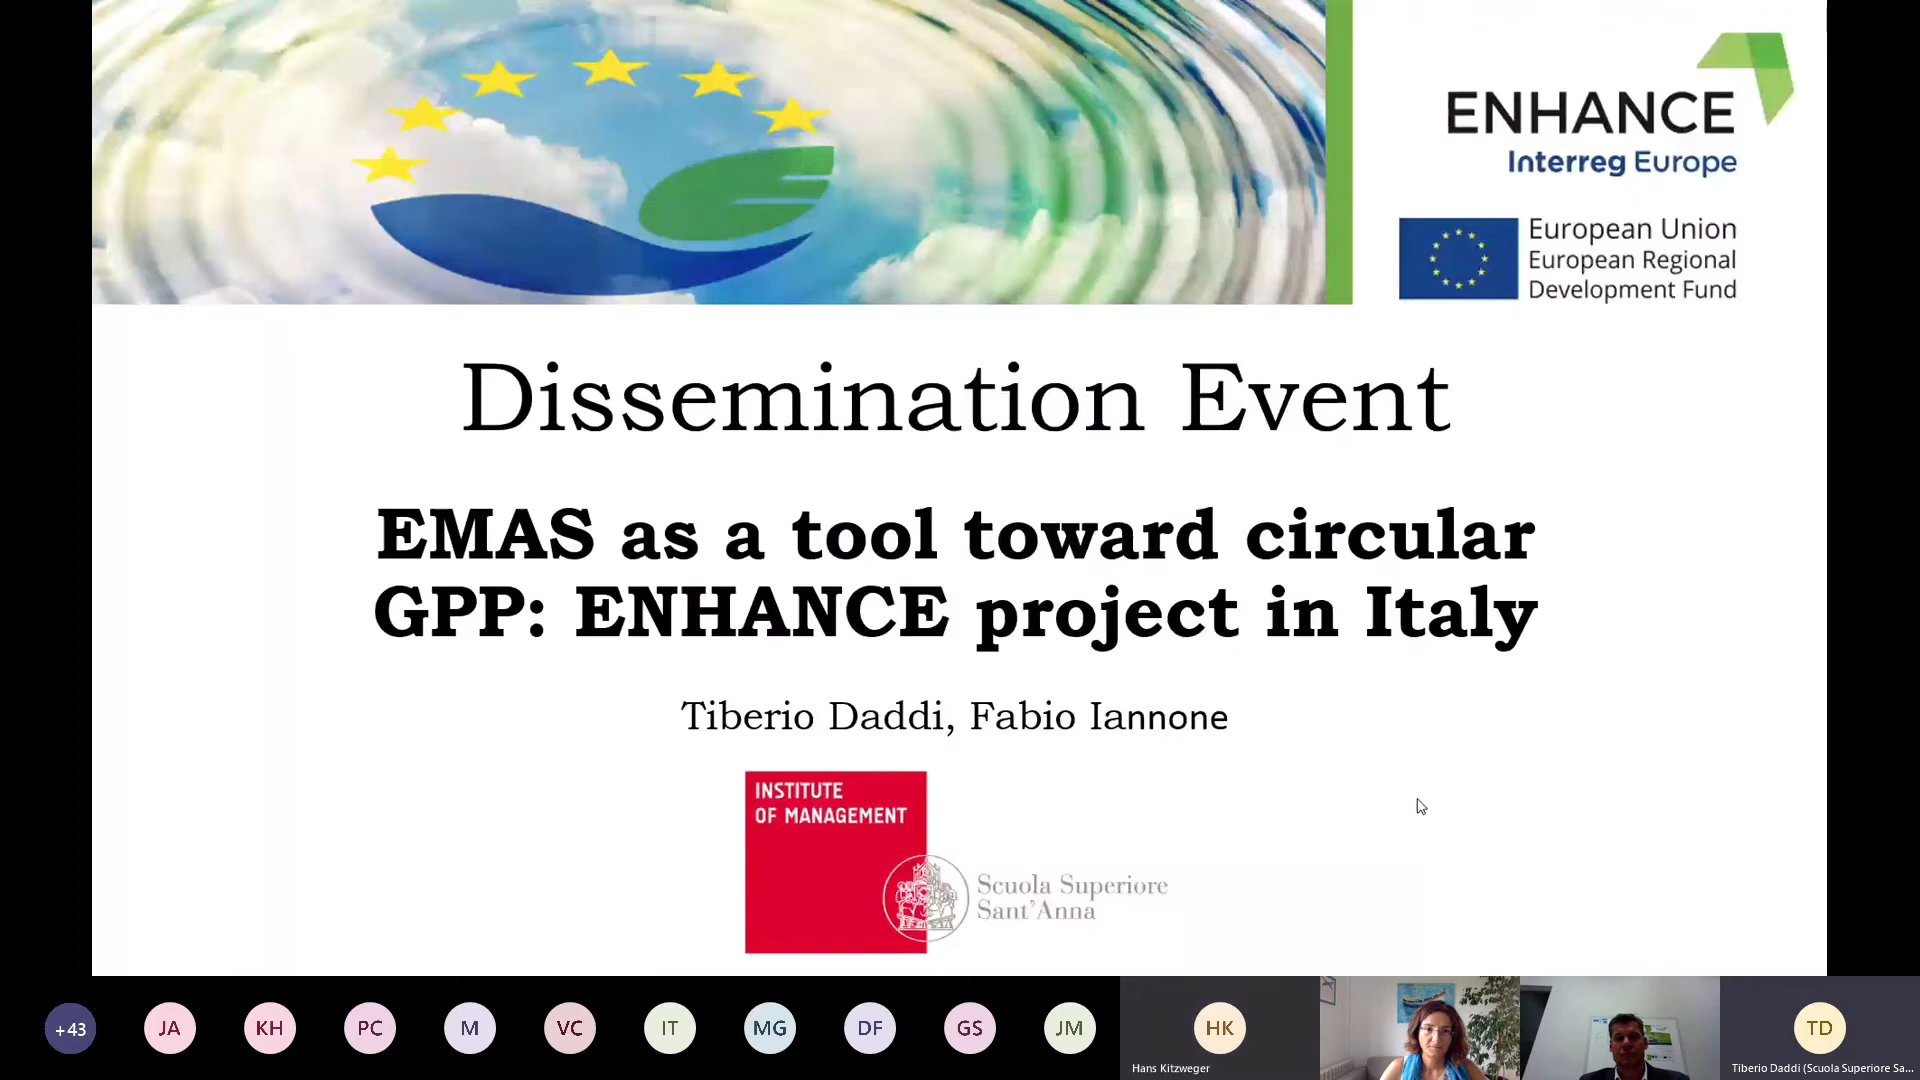 ENHANCE
Interreg Europe
European Union
European Regional
Development Fund
Dissemination Event
EMAS as a tool toward circular
GPP: ENHANCE project in Italy
Tiberio Daddi, Fabio Iannone
INSTITUTE
OF MANAGEMENT
Scuola Superiore
Sant'Anna
+43
JA
KH
PC
M
VC
IT
MG
DF
GS
JM
HK
TD
Hans Kitzweger
Tiberio Daddi (Scuola Superiore Sa...